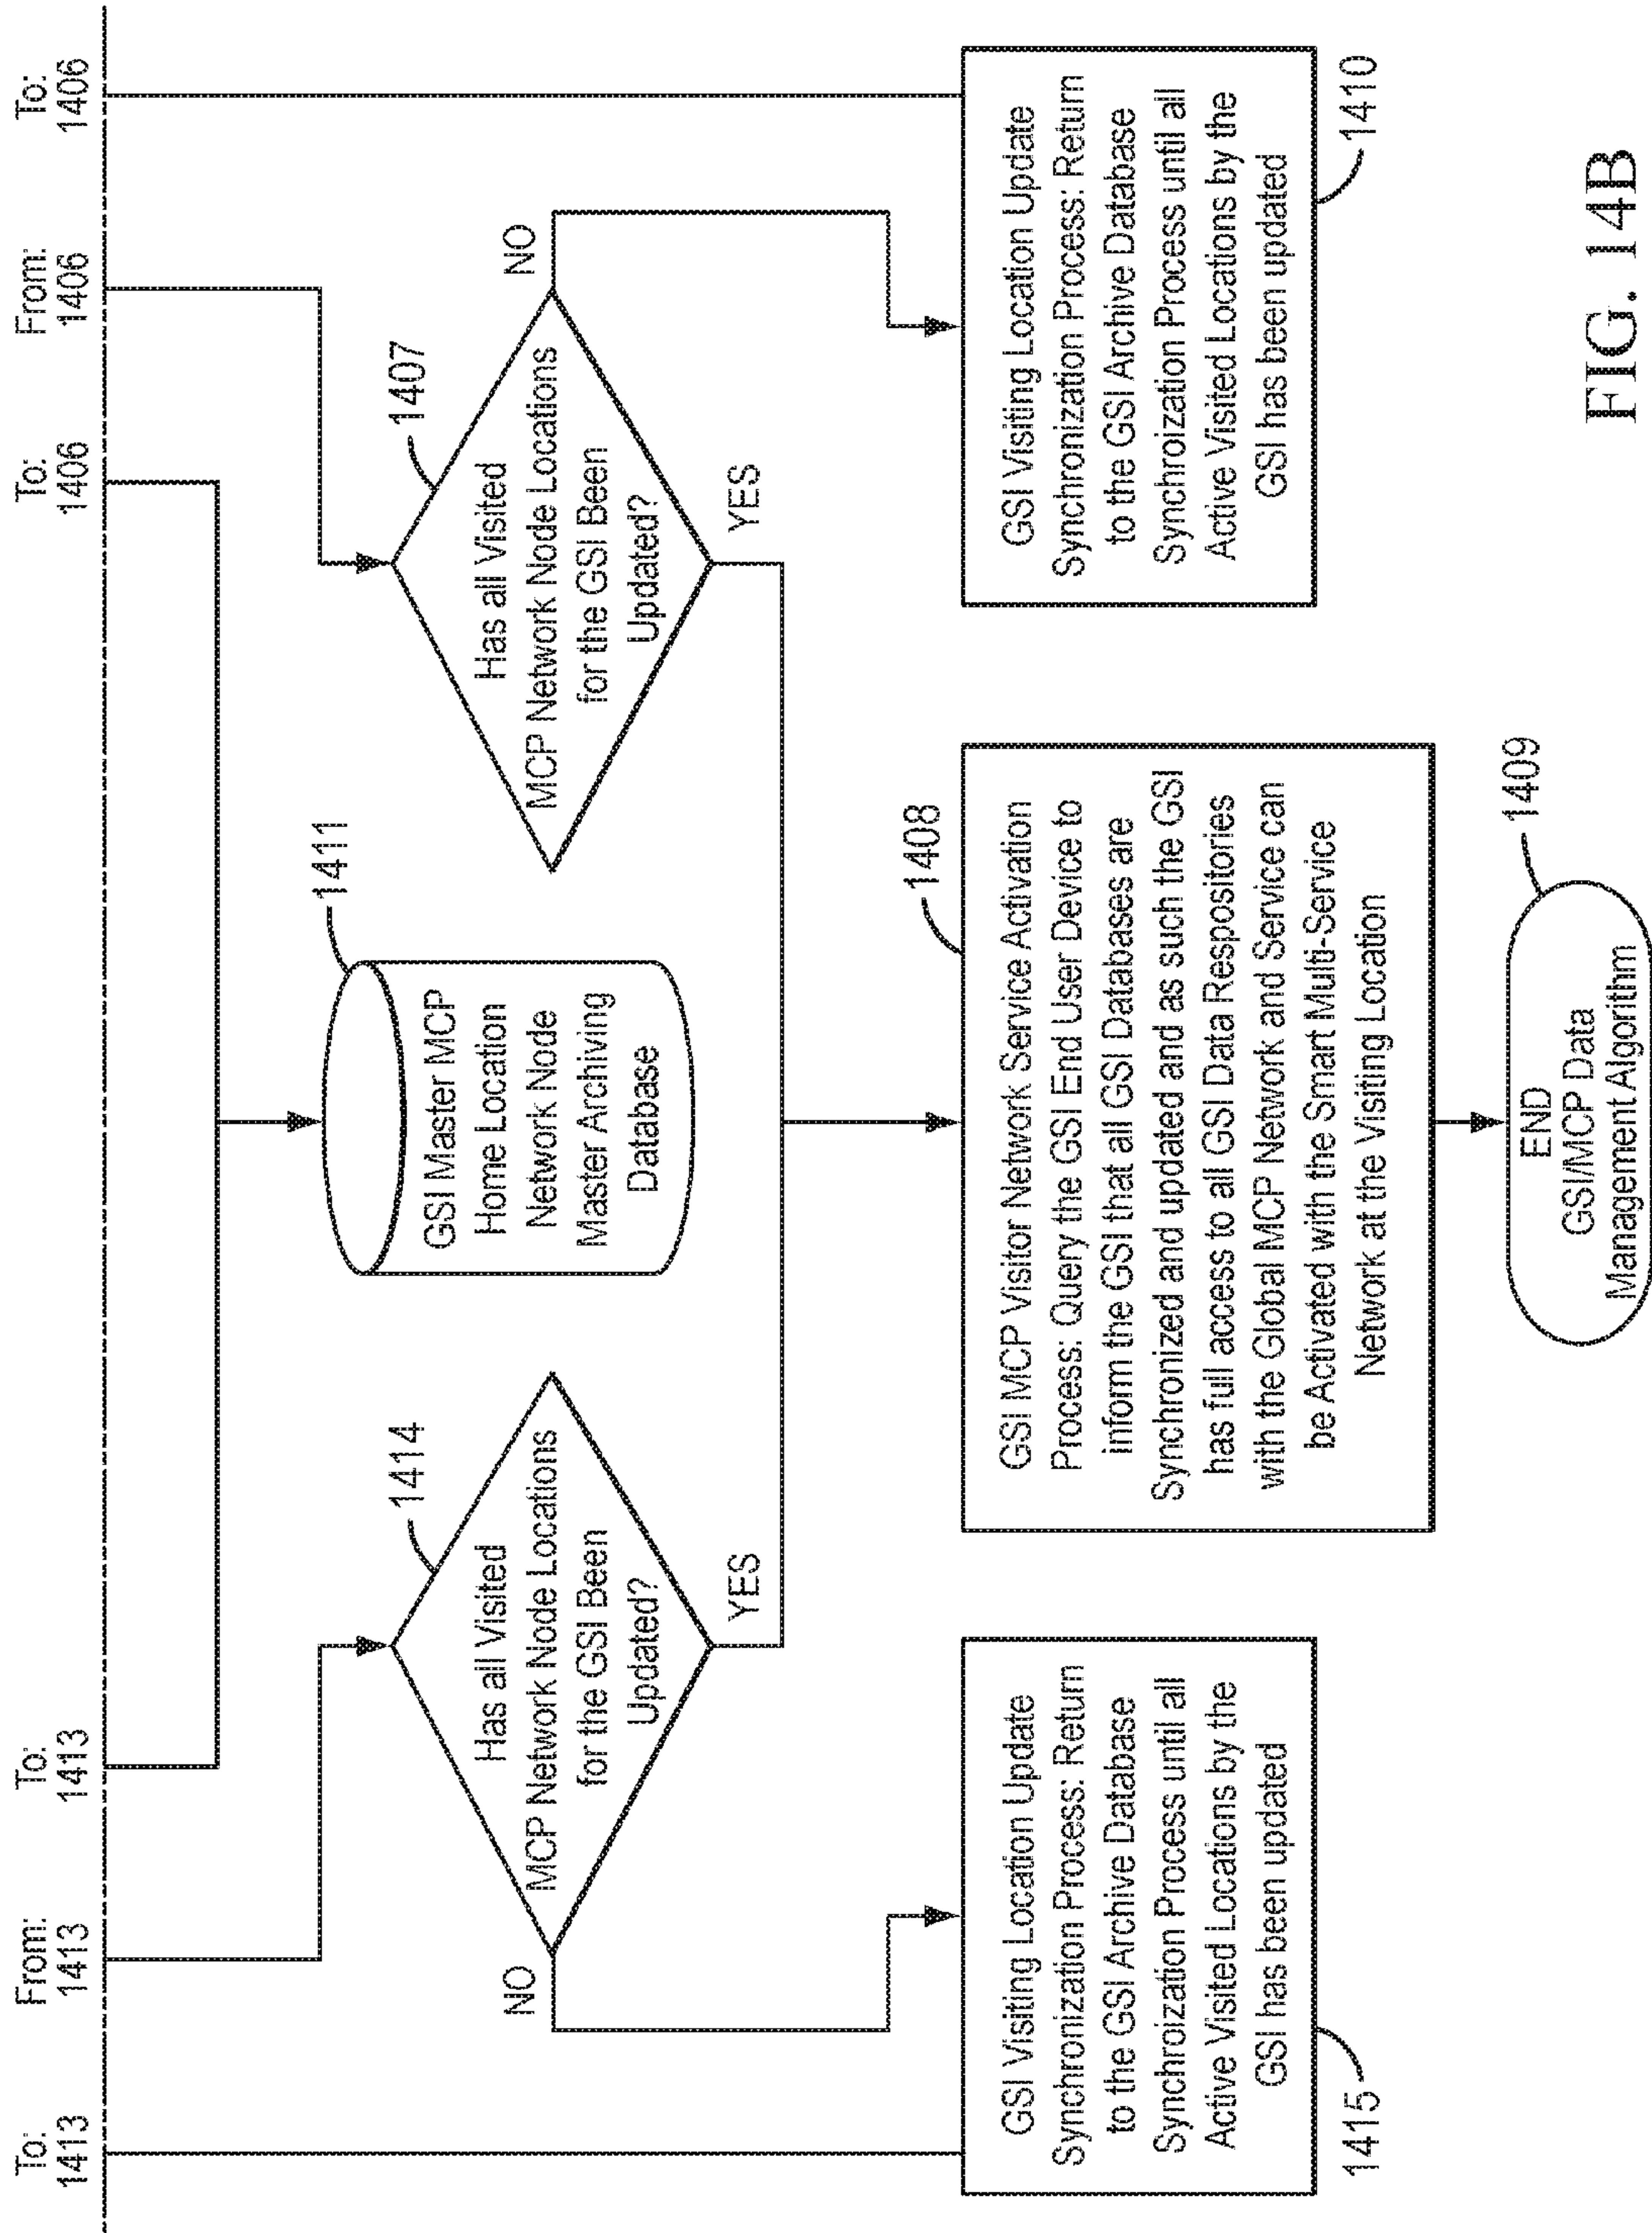 To:
1413
From:
1413
To:
1413
To:
1406
From:
1406
To:
1406
1414
Has all Visited
MCP Network Node Locations
for the GSI Been
Updated?
NO
YES
1411
GSI Master MCP
Home Location
Network Node
Master Archiving
Database
1407
Has all Visited
MCP Network Node Locations
for the GSI Been
Updated?
NO
YES
GSI Visiting Location Update
Synchronization Process: Return
to the GSI Archive Database
Synchroization Process until all
Active Visited Locations by the
GSI has been updated
1415
1408
GSI MCP Visitor Network Service Activation
Process: Query the GSI End User Device to
inform the GSI that all GSI Databases are
Synchronized and updated and as such the GSI
has full access to all GSI Data Respositories
with the Global MCP Network and Service can
be Activated with the Smart Multi-Service
Network at the Visiting Location
GSI Visiting Location Update
Synchronization Process: Return
to the GSI Archive Database
Synchroization Process until all
Active Visited Locations by the
GSI has been updated
1410
1409
END
GSI/MCP Data
Management Algorithm
FIG. 14B